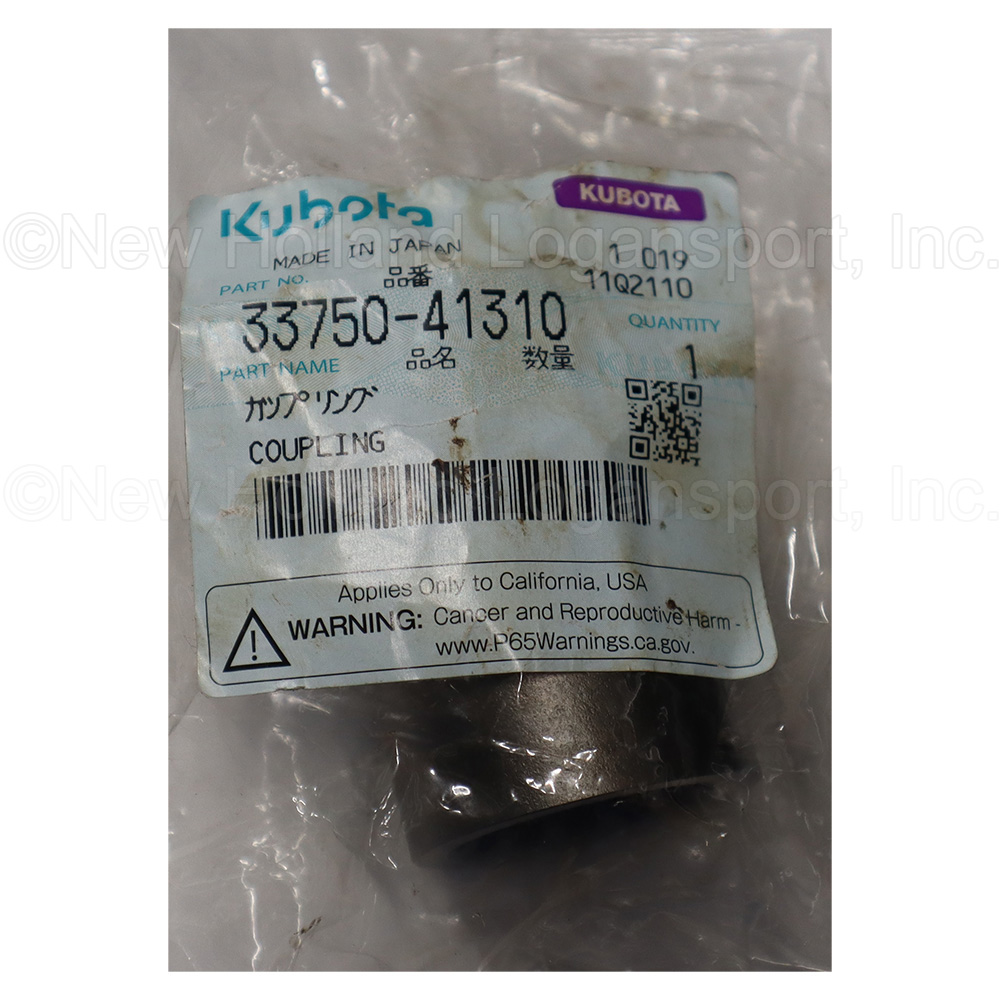 Kubota
KUBOTA
©New Holland Logansport, Inc.
MADE IN JAPAN
1 019
PART NO.
品番
11Q2110
33750-41310
QUANTITY
PART NAME
品名
数量
1
カップリング
COUPLING
©New Holland Logansport, Inc.
Applies Only to California, USA
WARNING: Cancer and Reproductive Harm -
www.P65Warnings.ca.gov.